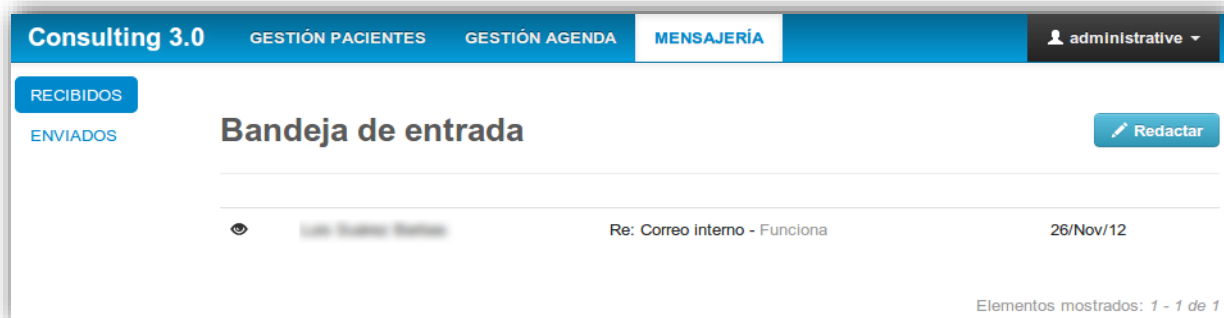 Consulting 3.0 GESTIÓN PACIENTES GESTIÓN AGENDA MENSAJERÍA administrative
RECIBIDOS
ENVIADOS
Bandeja de entrada
Redactar
Re: Correo interno - Funciona 26/Nov/12
Elementos mostrados: 1 - 1 de 1